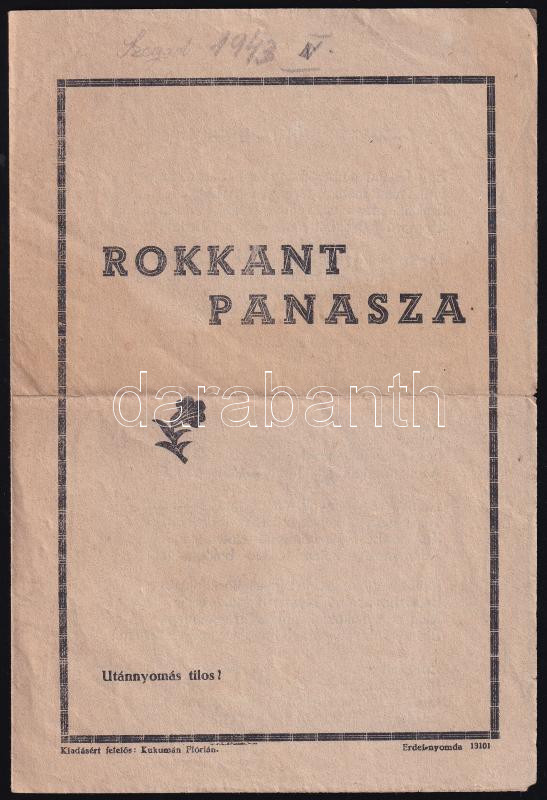 Szeged 1943 IV.
ROKKANT
PANASZA
darabanth
Utánnyomás tilos!
Kiadásért felelős: Kukumán Flórián.
Erdei-nyomda 13101